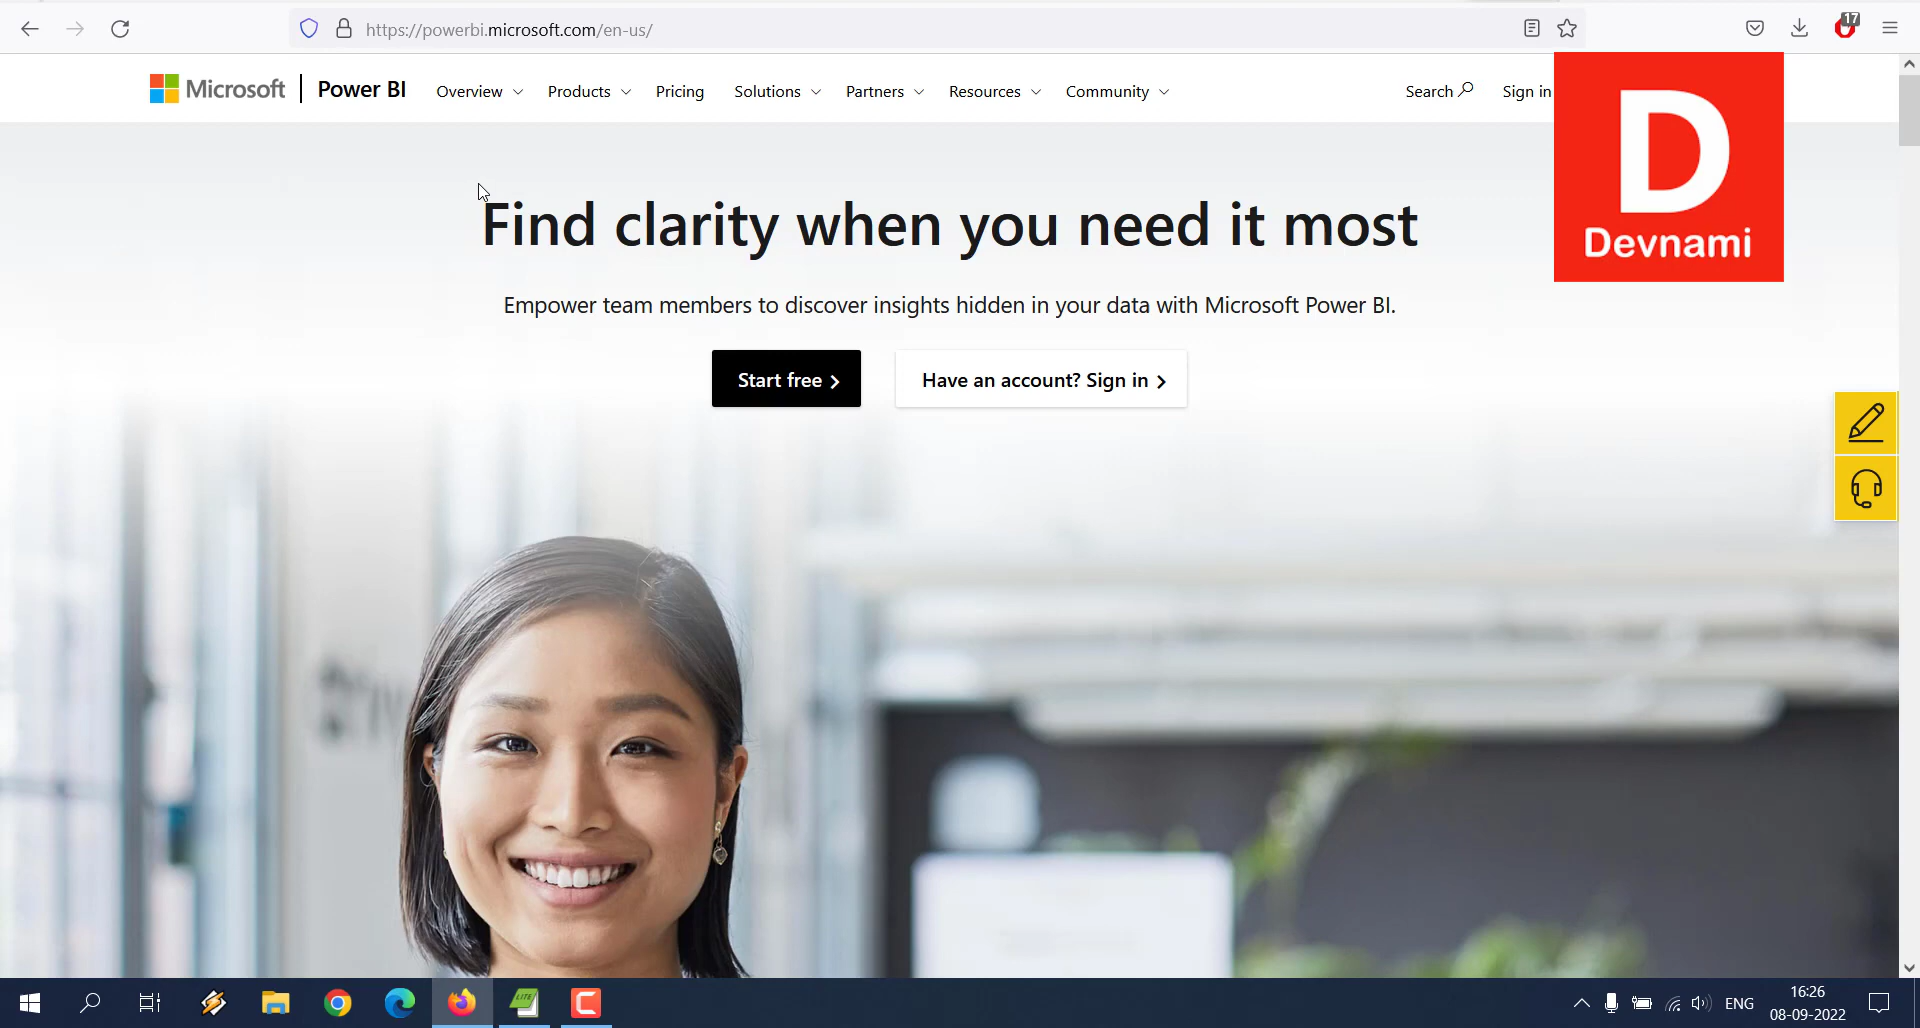 https://powerbi.microsoft.com/en-us/
17
Microsoft
Power BI
Overview
Products
Pricing
Solutions
Partners
Resources
Community
Search
Sign in
D
Devnami
Find clarity when you need it most
Empower team members to discover insights hidden in your data with Microsoft Power BI.
Start free
Have an account? Sign in
LITE
ENG
16:26
08-09-2022